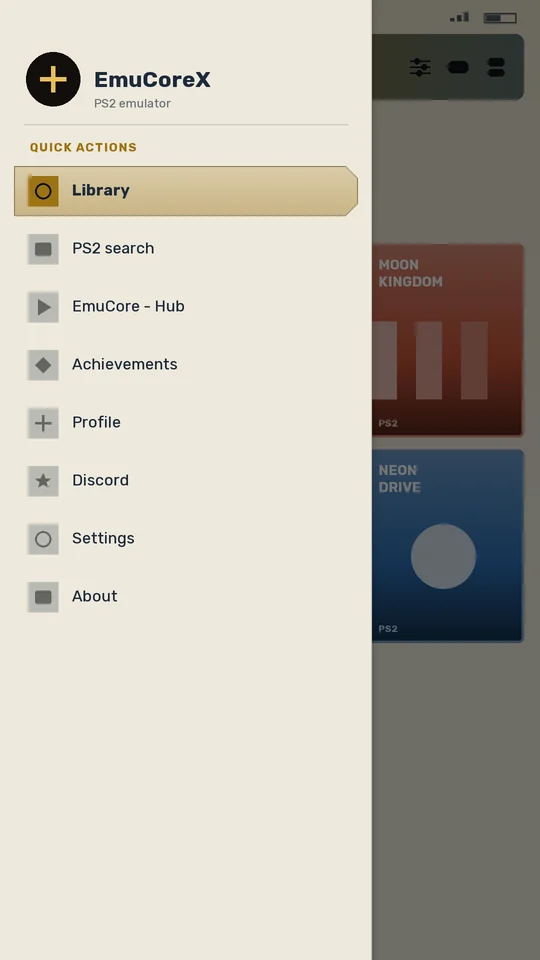 EmuCoreX
PS2 emulator
QUICK ACTIONS
Library
PS2 search
EmuCore - Hub
Achievements
Profile
Discord
Settings
About
MOON
KINGDOM
PS2
NEON
DRIVE
PS2